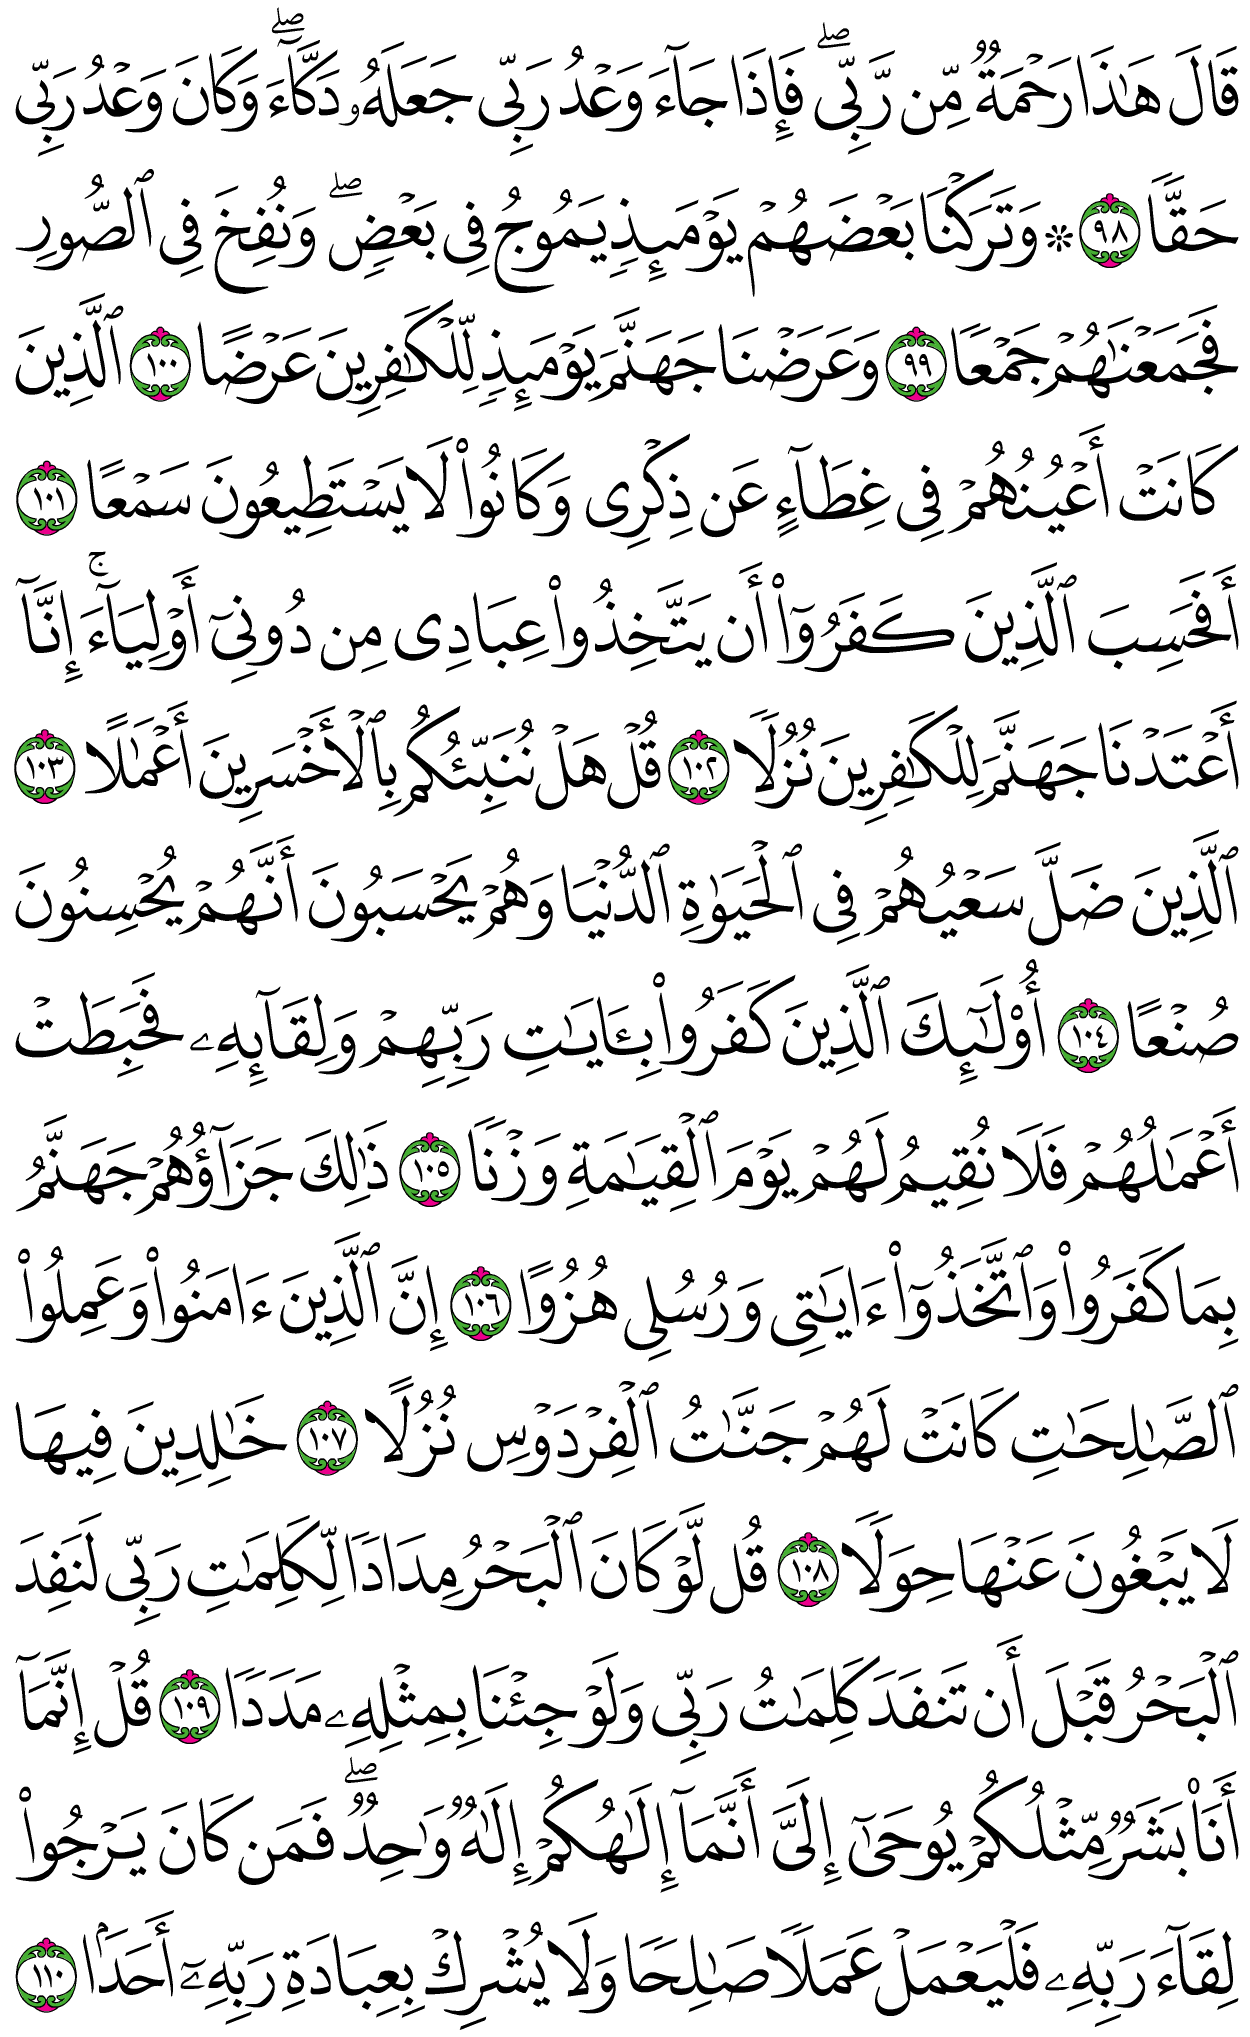 قَالَ هَٰذَا رَحۡمَةٞ مِّن رَّبِّيۖ فَإِذَا جَآءَ وَعۡدُ رَبِّي جَعَلَهُۥ دَكَّآءَۖ وَكَانَ وَعۡدُ رَبِّي
حَقّٗا ٩٨ ۞ وَتَرَكۡنَا بَعۡضَهُمۡ يَوۡمَئِذٖ يَمُوجُ فِي بَعۡضٖۖ وَنُفِخَ فِي ٱلصُّورِ
فَجَمَعۡنَٰهُمۡ جَمۡعٗا ٩٩ وَعَرَضۡنَا جَهَنَّمَ يَوۡمَئِذٖ لِّلۡكَٰفِرِينَ عَرۡضًا ١٠٠ ٱلَّذِينَ
كَانَتۡ أَعۡيُنُهُمۡ فِي غِطَآءٍ عَن ذِكۡرِي وَكَانُواْ لَا يَسۡتَطِيعُونَ سَمۡعًا ١٠١
أَفَحَسِبَ ٱلَّذِينَ كَفَرُوٓاْ أَن يَتَّخِذُواْ عِبَادِي مِن دُونِيٓ أَوۡلِيَآءَۚ إِنَّآ
أَعۡتَدۡنَا جَهَنَّمَ لِلۡكَٰفِرِينَ نُزُلٗا ١٠٢ قُلۡ هَلۡ نُنَبِّئُكُم بِٱلۡأَخۡسَرِينَ أَعۡمَٰلًا ١٠٣
ٱلَّذِينَ ضَلَّ سَعۡيُهُمۡ فِي ٱلۡحَيَوٰةِ ٱلدُّنۡيَا وَهُمۡ يَحۡسَبُونَ أَنَّهُمۡ يُحۡسِنُونَ
صُنۡعًا ١٠٤ أُوْلَٰٓئِكَ ٱلَّذِينَ كَفَرُواْ بِـَٔايَٰتِ رَبِّهِمۡ وَلِقَآئِهِۦ فَحَبِطَتۡ
أَعۡمَٰلُهُمۡ فَلَا نُقِيمُ لَهُمۡ يَوۡمَ ٱلۡقِيَٰمَةِ وَزۡنٗا ١٠٥ ذَٰلِكَ جَزَآؤُهُمۡ جَهَنَّمُ
بِمَا كَفَرُواْ وَٱتَّخَذُوٓاْ ءَايَٰتِي وَرُسُلِي هُزُوًا ١٠٦ إِنَّ ٱلَّذِينَ ءَامَنُواْ وَعَمِلُواْ
ٱلصَّٰلِحَٰتِ كَانَتۡ لَهُمۡ جَنَّٰتُ ٱلۡفِرۡدَوۡسِ نُزُلًا ١٠٧ خَٰلِدِينَ فِيهَا
لَا يَبۡغُونَ عَنۡهَا حِوَلٗا ١٠٨ قُل لَّوۡ كَانَ ٱلۡبَحۡرُ مِدَادٗا لِّكَلِمَٰتِ رَبِّي لَنَفِدَ
ٱلۡبَحۡرُ قَبۡلَ أَن تَنفَدَ كَلِمَٰتُ رَبِّي وَلَوۡ جِئۡنَا بِمِثۡلِهِۦ مَدَدٗا ١٠٩ قُلۡ إِنَّمَآ
أَنَا۠ بَشَرٞ مِّثۡلُكُمۡ يُوحَىٰٓ إِلَيَّ أَنَّمَآ إِلَٰهُكُمۡ إِلَٰهٞ وَٰحِدٞۖ فَمَن كَانَ يَرۡجُواْ
لِقَآءَ رَبِّهِۦ فَلۡيَعۡمَلۡ عَمَلٗا صَٰلِحٗا وَلَا يُشۡرِكۡ بِعِبَادَةِ رَبِّهِۦٓ أَحَدَۢا ١١٠